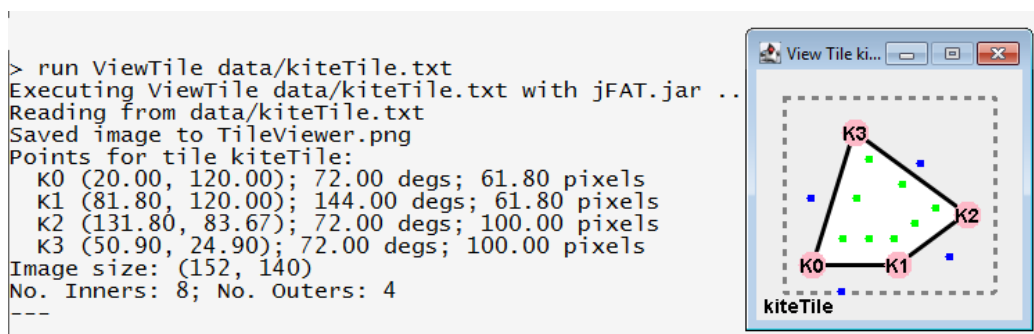 > run ViewTile data/kiteTile.txt
Executing ViewTile data/kiteTile.txt with jFAT.jar ..
Reading from data/kiteTile.txt
Saved image to TileViewer.png
Points for tile kiteTile:
K0 (20.00, 120.00); 72.00 degs; 61.80 pixels
K1 (81.80, 120.00); 144.00 degs; 61.80 pixels
K2 (131.80, 83.67); 72.00 degs; 100.00 pixels
K3 (50.90, 24.90); 72.00 degs; 100.00 pixels
Image size: (152, 140)
No. Inners: 8; No. Outers: 4
---
View Tile ki...
K3
K2
K0 K1
kiteTile